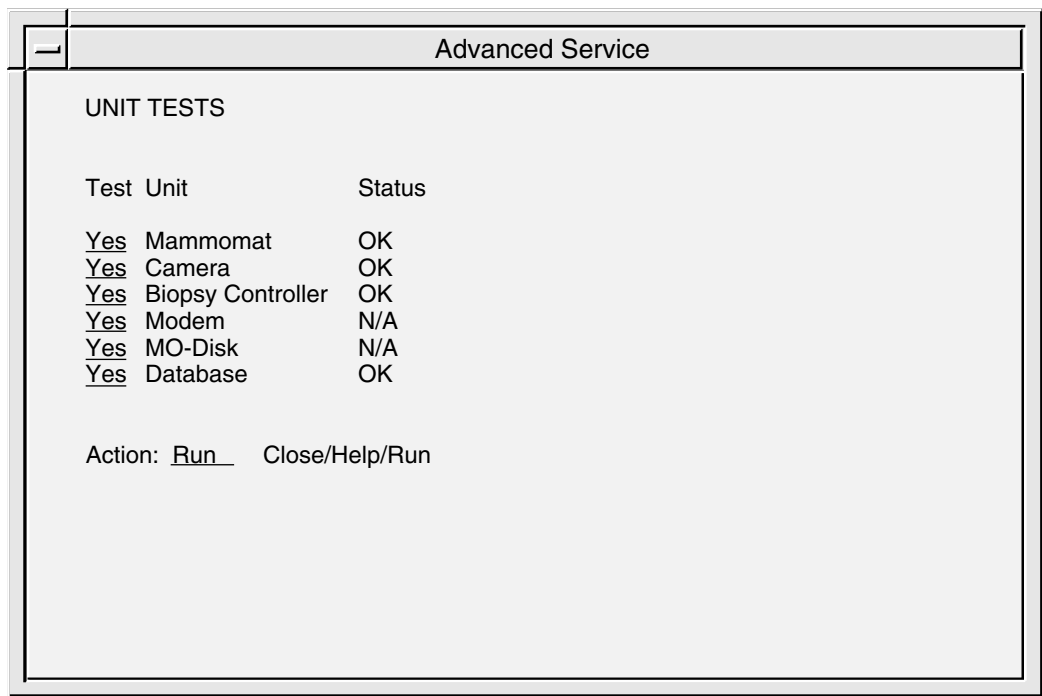 Advanced Service
UNIT TESTS
Test Unit Status
Yes Mammomat OK
Yes Camera OK
Yes Biopsy Controller OK
Yes Modem N/A
Yes MO-Disk N/A
Yes Database OK
Action: Run Close/Help/Run